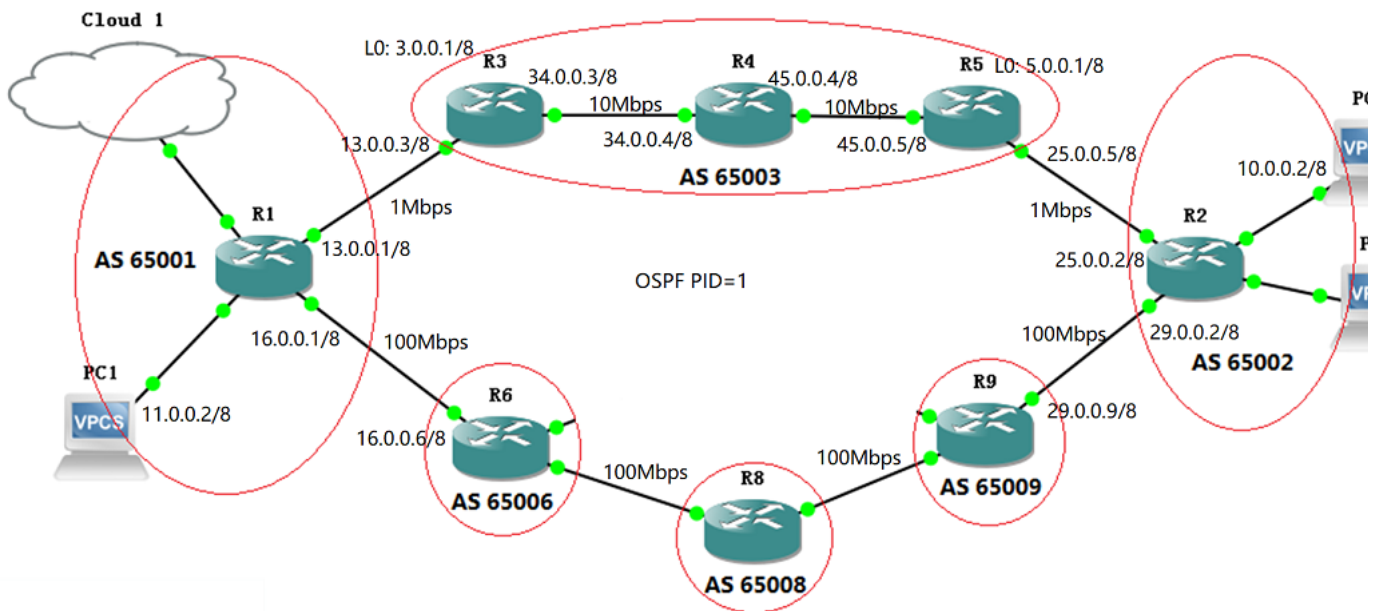 Cloud 1
L0: 3.0.0.1/8
R3
34.0.0.3/8
R4
45.0.0.4/8
R5
L0: 5.0.0.1/8
10Mbps
10Mbps
13.0.0.3/8
34.0.0.4/8
45.0.0.5/8
25.0.0.5/8
10.0.0.2/8
AS 65003
1Mbps
1Mbps
R1
R2
AS 65001
13.0.0.1/8
25.0.0.2/8
OSPF PID=1
16.0.0.1/8
100Mbps
100Mbps
29.0.0.2/8
AS 65002
PC1
VPCS
11.0.0.2/8
R6
R9
16.0.0.6/8
29.0.0.9/8
100Mbps
100Mbps
AS 65006
R8
AS 65009
AS 65008